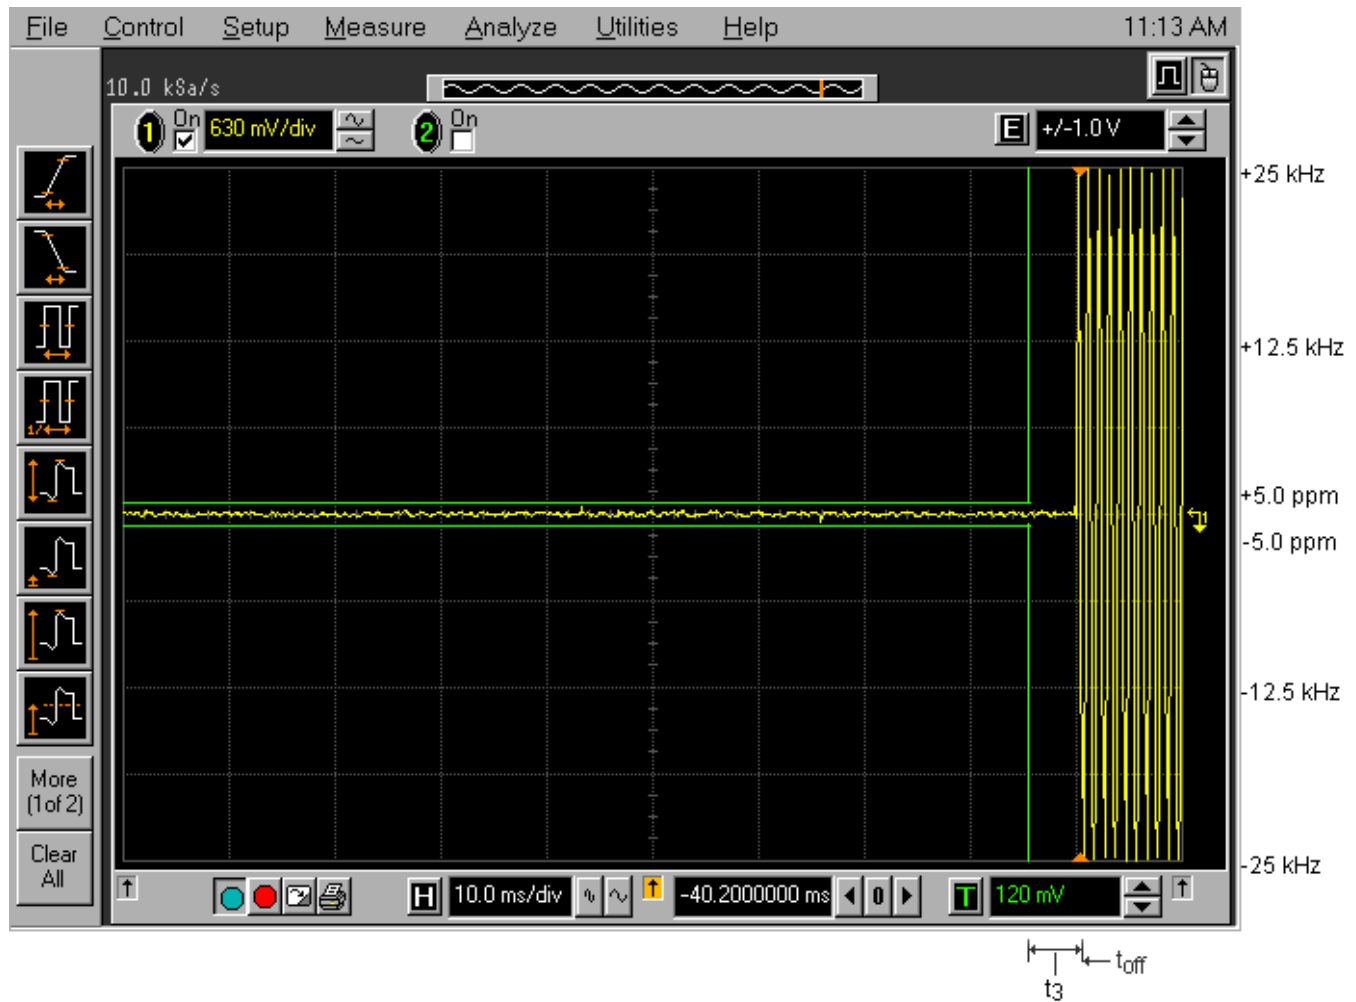 File Control Setup Measure Analyze Utilities Help 11:13 AM
10.0 kSa/s
1 On 630 mV/div 2 On E +/-1.0 V
+25 kHz
+12.5 kHz
+5.0 ppm
-5.0 ppm
-12.5 kHz
-25 kHz
1/
More
(1of 2)
Clear
All
H 10.0 ms/div -40.2000000 ms 0 T 120 mV
toff
t3